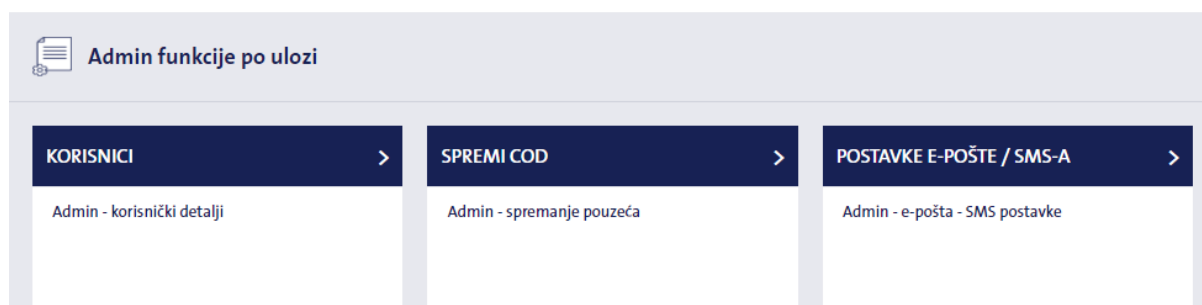 Admin funkcije po ulozi
KORISNICI
SPREMI COD
POSTAVKE E-POŠTE / SMS-A
Admin - korisnički detalji
Admin - spremanje pouzeća
Admin - e-pošta - SMS postavke